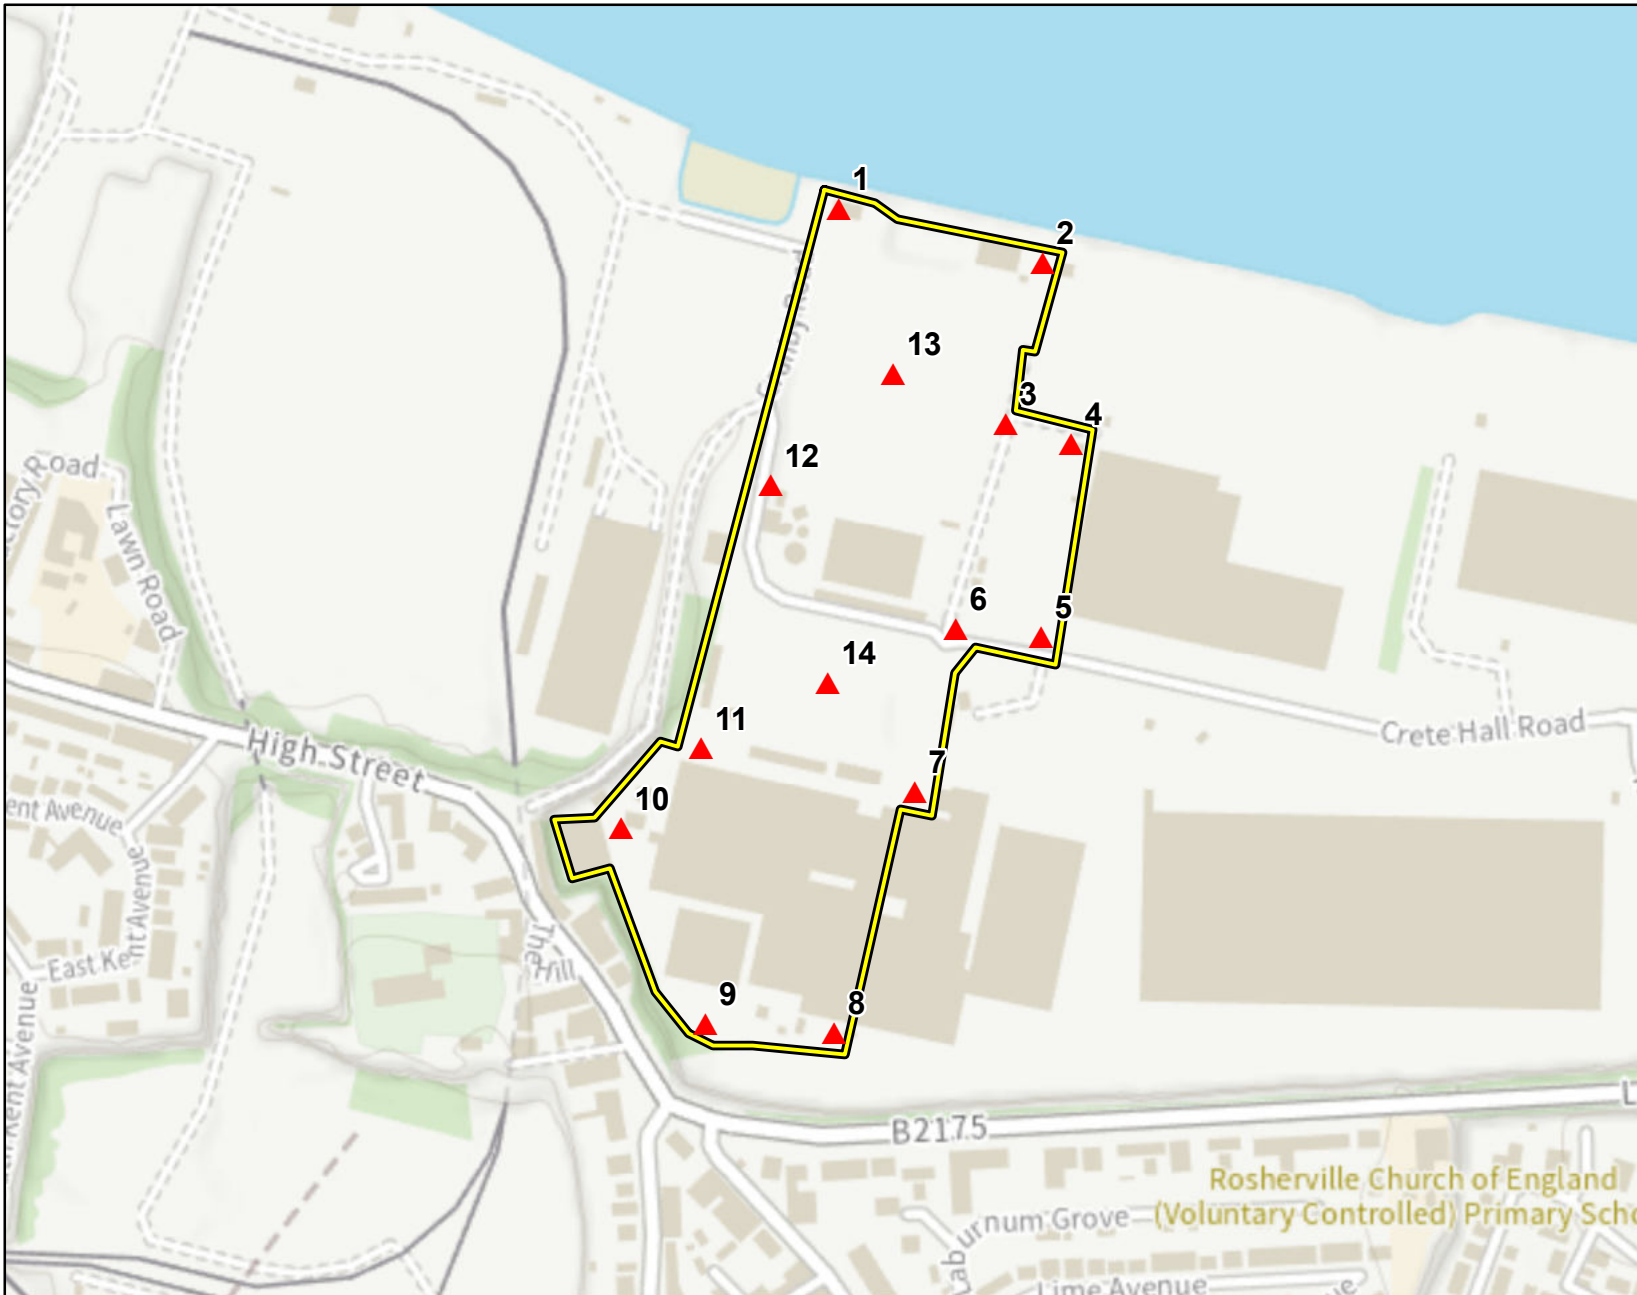 1
2
13
3
4
12
Road
Lawn Road
6
5
14
11
Crete Hall Road
High Street
7
10
East Kent Avenue
The Hill
9
8
B2175
Rosherville Church of England
(Voluntary Controlled) Primary Scho
Laburnum Grove
Lime Avenue